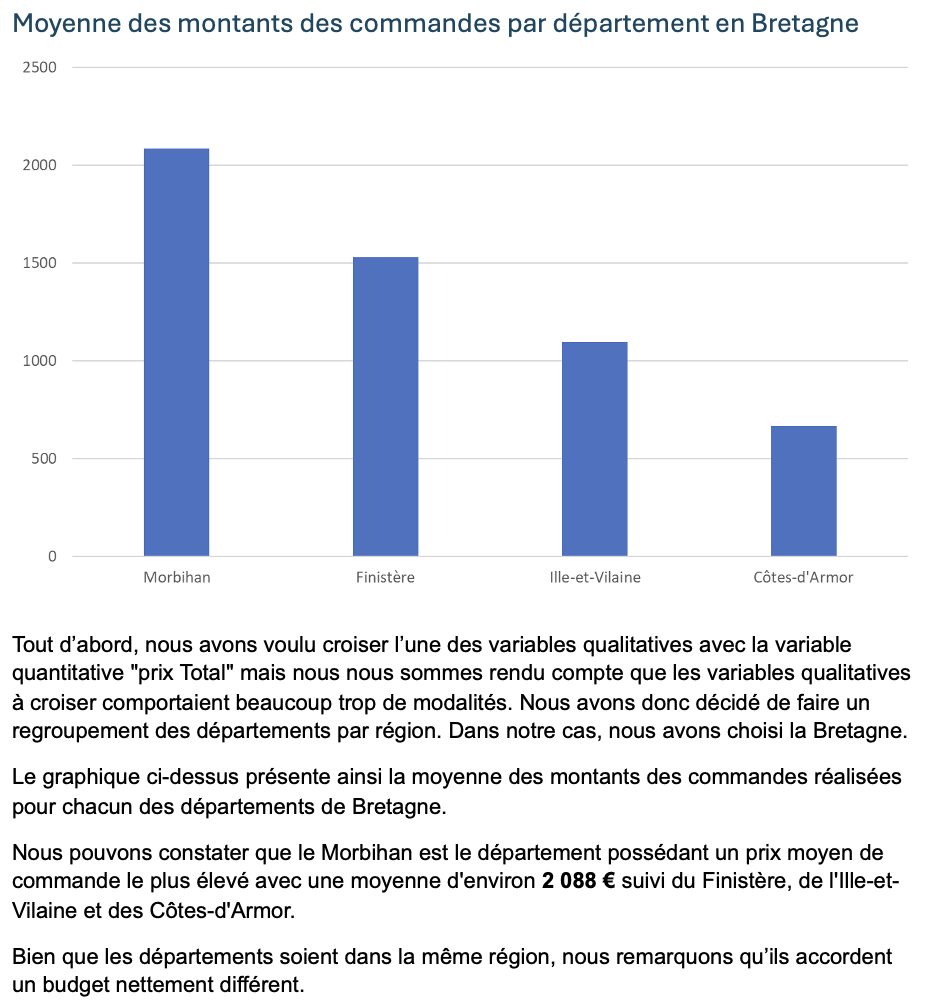 Moyenne des montants des commandes par département en Bretagne
2500
2000
1500
1000
500
0
Morbihan Finistère Ille-et-Vilaine Côtes-d'Armor
Tout d’abord, nous avons voulu croiser l’une des variables qualitatives avec la variable
quantitative "prix Total" mais nous nous sommes rendu compte que les variables qualitatives
à croiser comportaient beaucoup trop de modalités. Nous avons donc décidé de faire un
regroupement des départements par région. Dans notre cas, nous avons choisi la Bretagne.
Le graphique ci-dessus présente ainsi la moyenne des montants des commandes réalisées
pour chacun des départements de Bretagne.
Nous pouvons constater que le Morbihan est le département possédant un prix moyen de
commande le plus élevé avec une moyenne d'environ 2 088 € suivi du Finistère, de l'Ille-et-
Vilaine et des Côtes-d'Armor.
Bien que les départements soient dans la même région, nous remarquons qu’ils accordent
un budget nettement différent.